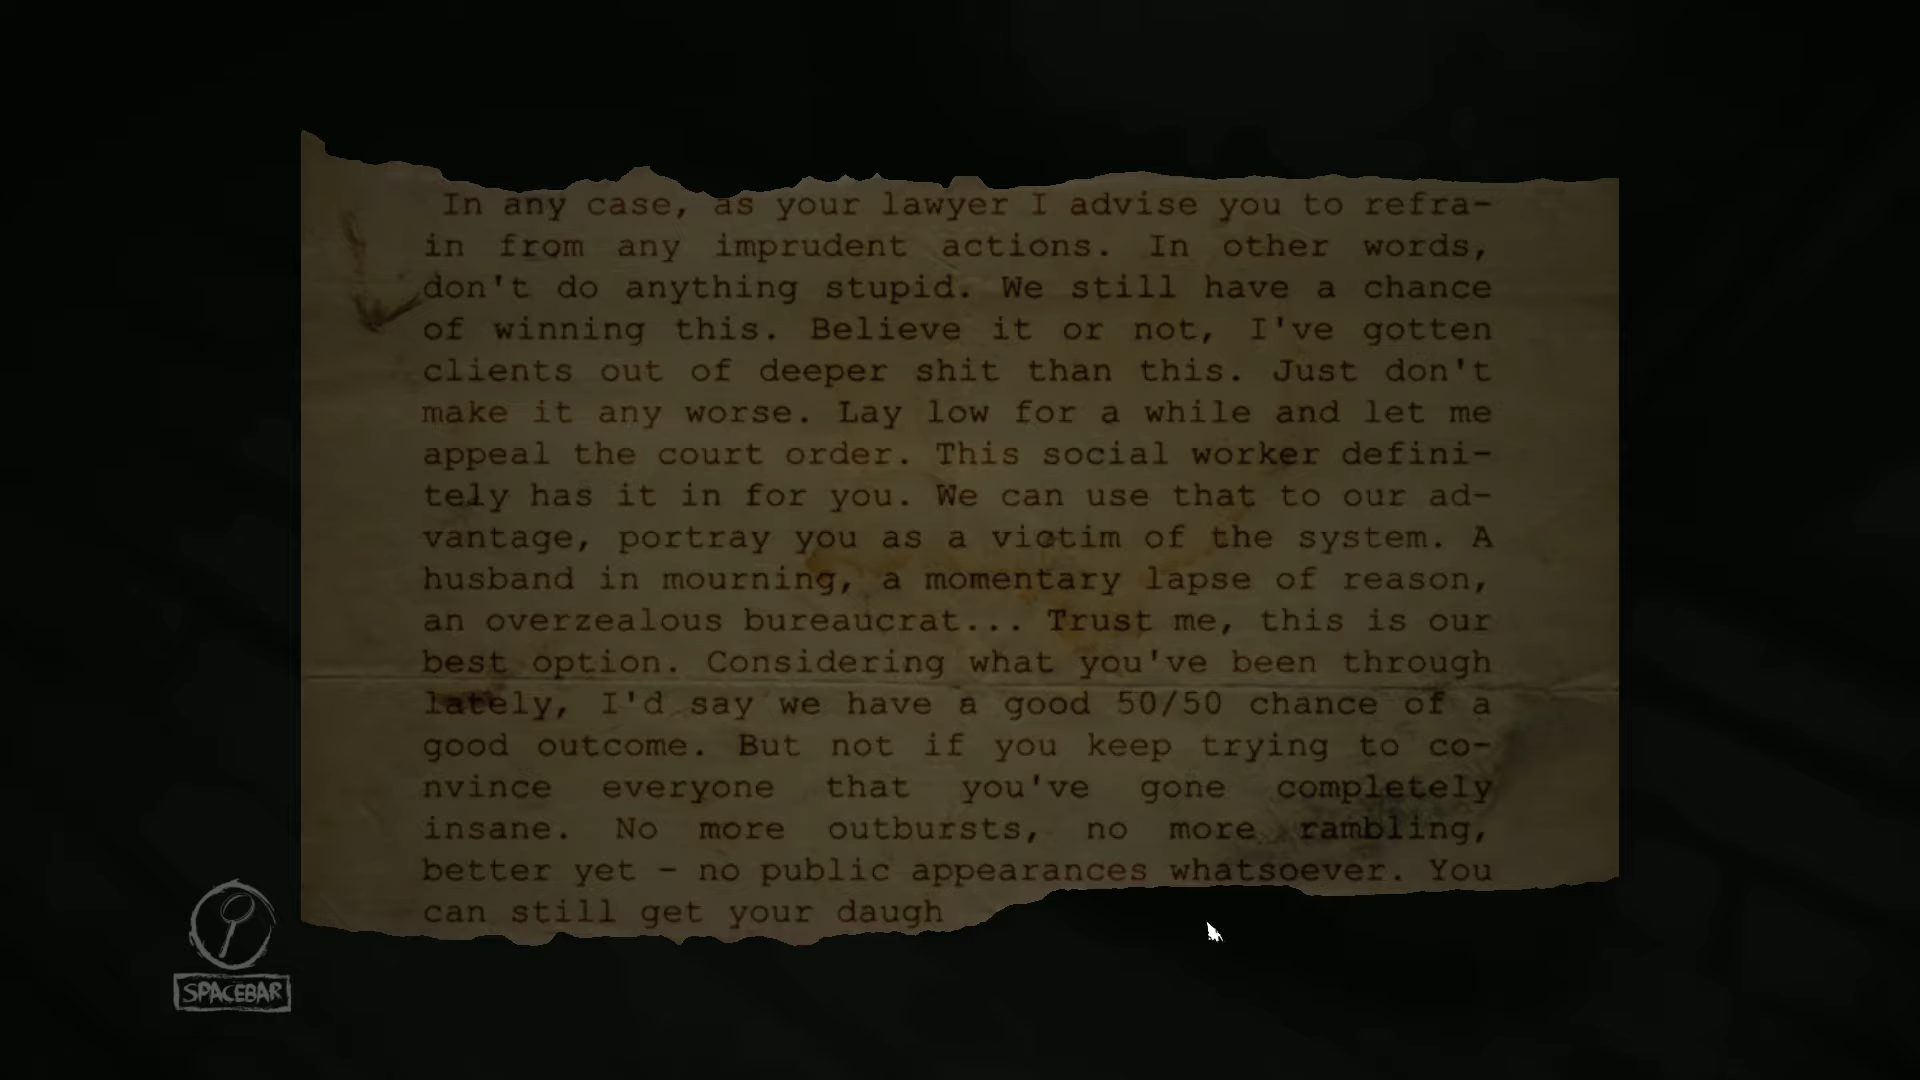 In any case, as your lawyer I advise you to refra-
in from any imprudent actions. In other words,
don't do anything stupid. We still have a chance
of winning this. Believe it or not, I've gotten
clients out of deeper shit than this. Just don't
make it any worse. Lay low for a while and let me
appeal the court order. This social worker defini-
tely has it in for you. We can use that to our ad-
vantage, portray you as a victim of the system. A
husband in mourning, a momentary lapse of reason,
an overzealous bureaucrat... Trust me, this is our
best option. Considering what you've been through
lately, I'd say we have a good 50/50 chance of a
good outcome. But not if you keep trying to co-
nvince everyone that you've gone completely
insane. No more outbursts, no more rambling,
better yet - no public appearances whatsoever. You
can still get your daugh
SPACEBAR